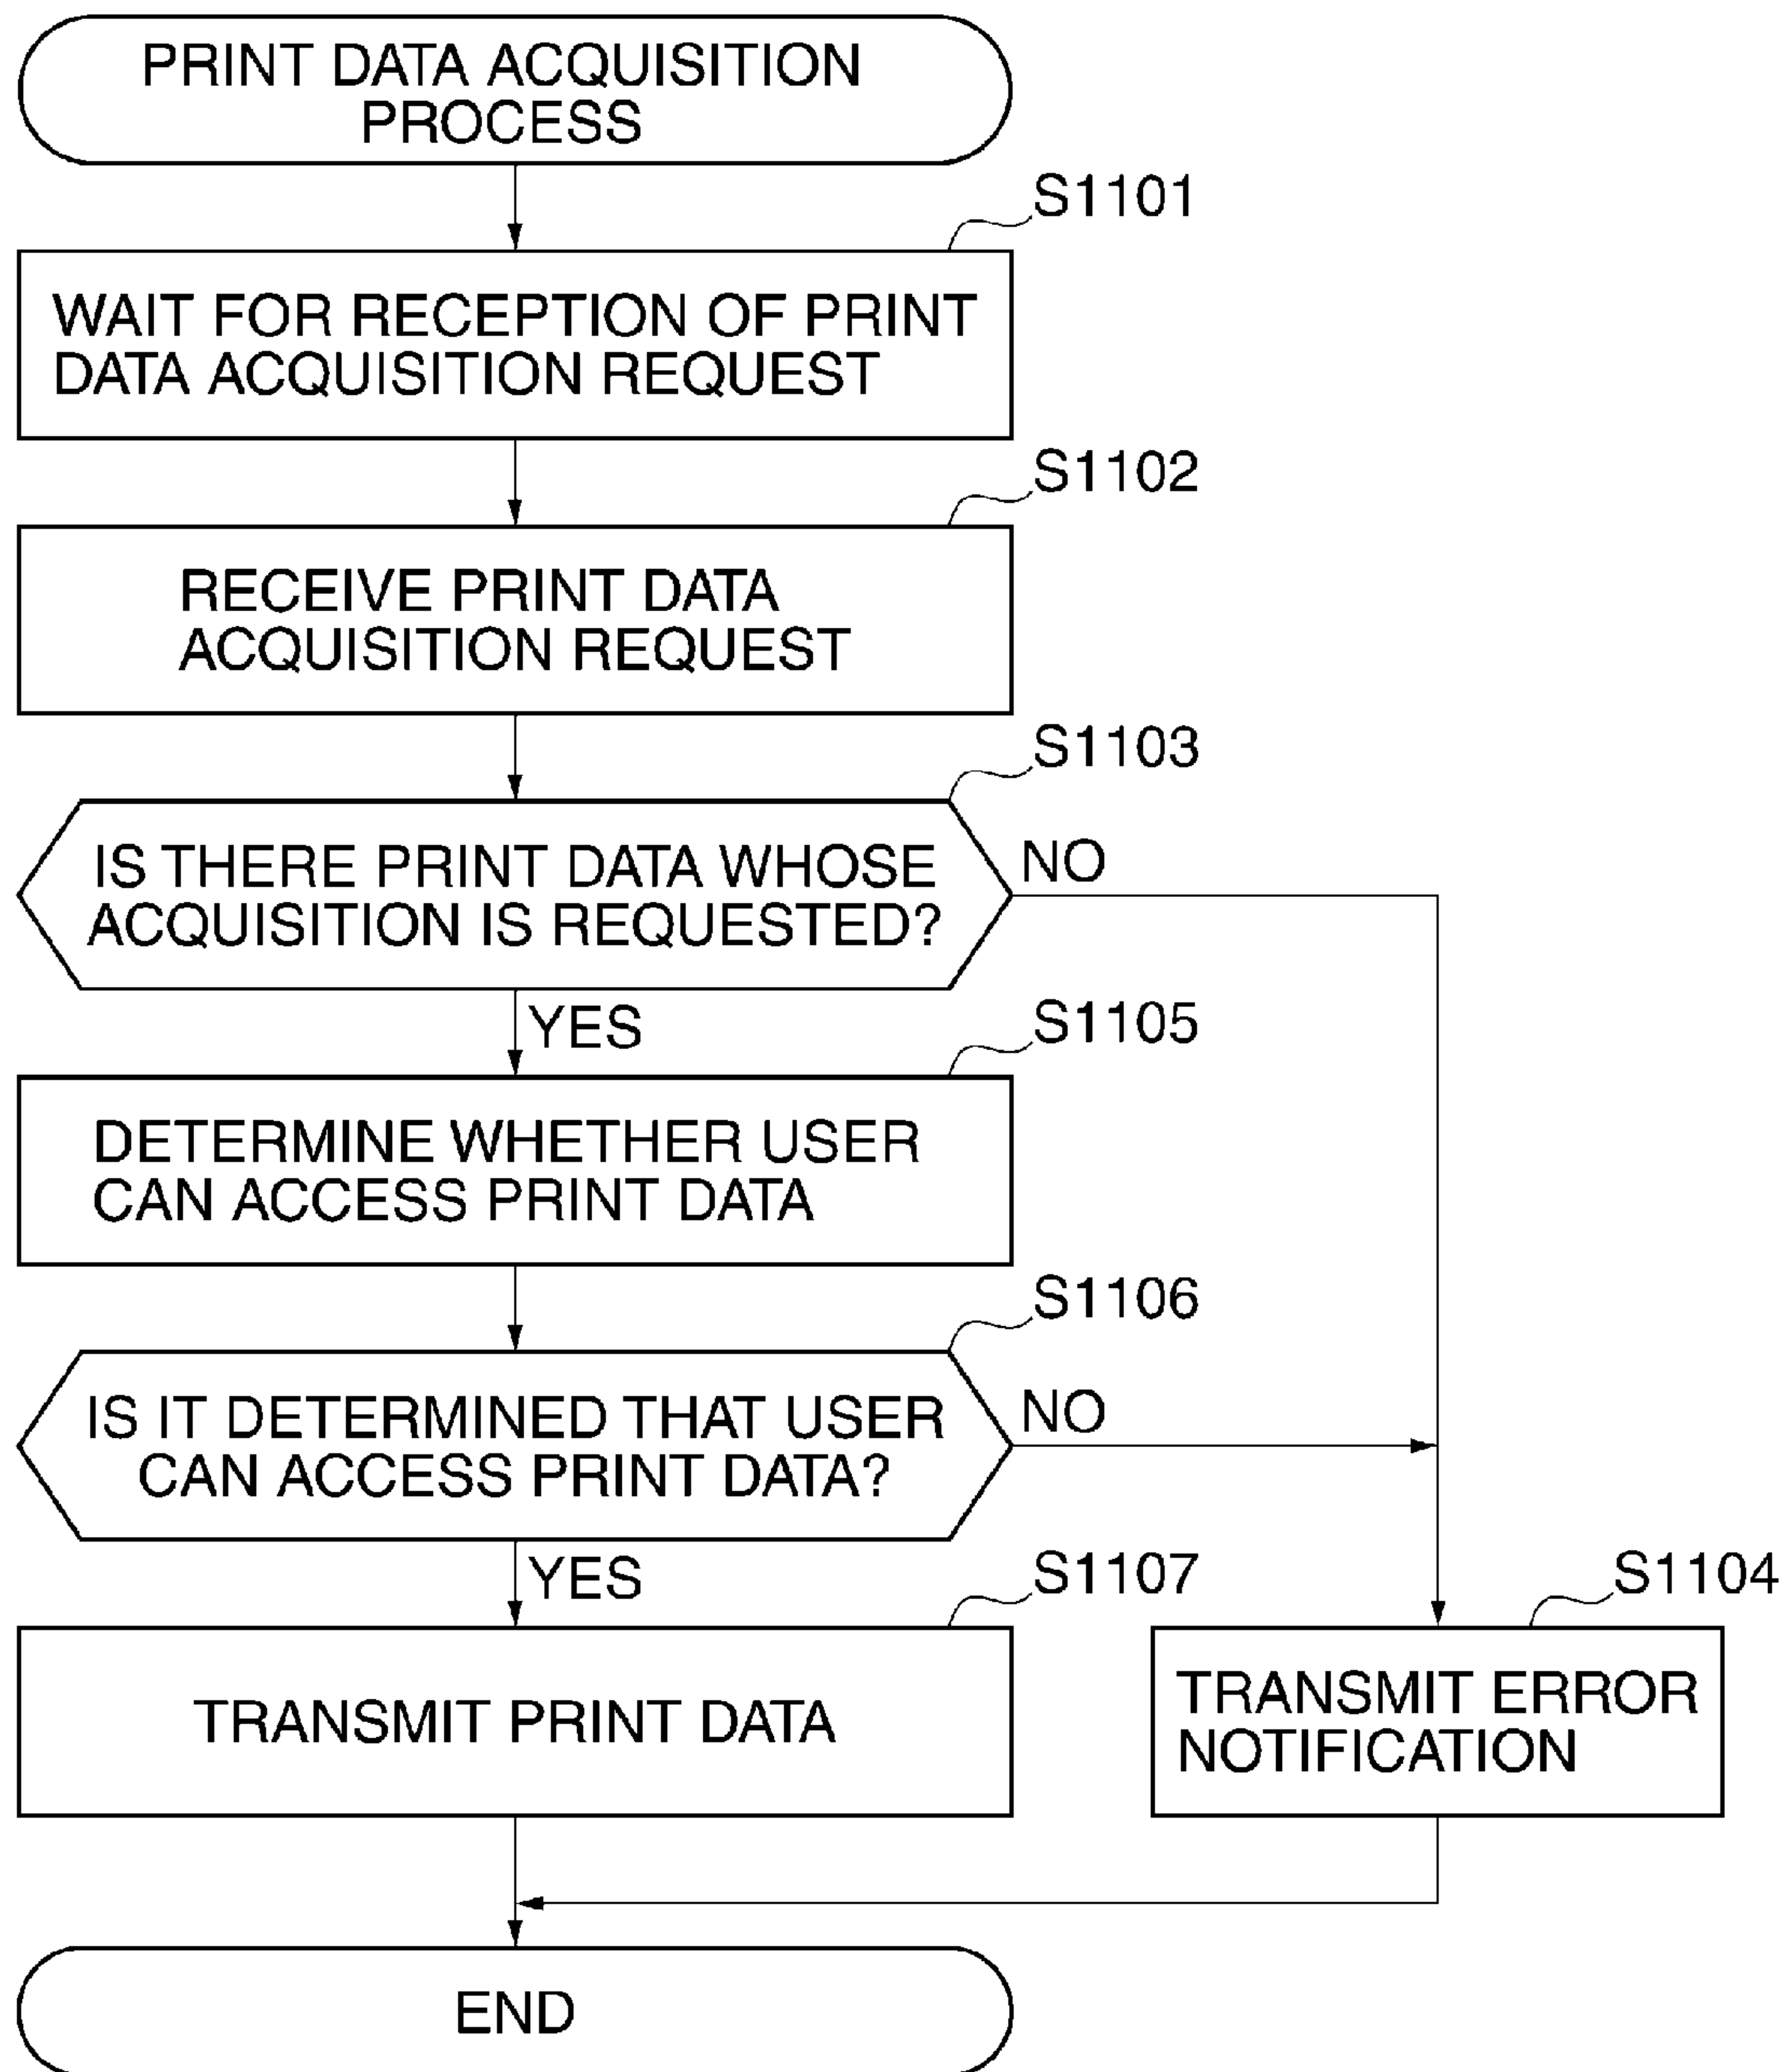 PRINT DATA ACQUISITION
PROCESS
S1101
WAIT FOR RECEPTION OF PRINT
DATA ACQUISITION REQUEST
S1102
RECEIVE PRINT DATA
ACQUISITION REQUEST
S1103
IS THERE PRINT DATA WHOSE
ACQUISITION IS REQUESTED?
NO
YES
S1105
DETERMINE WHETHER USER
CAN ACCESS PRINT DATA
S1106
IS IT DETERMINED THAT USER
CAN ACCESS PRINT DATA?
NO
YES
S1107
TRANSMIT PRINT DATA
S1104
TRANSMIT ERROR
NOTIFICATION
END